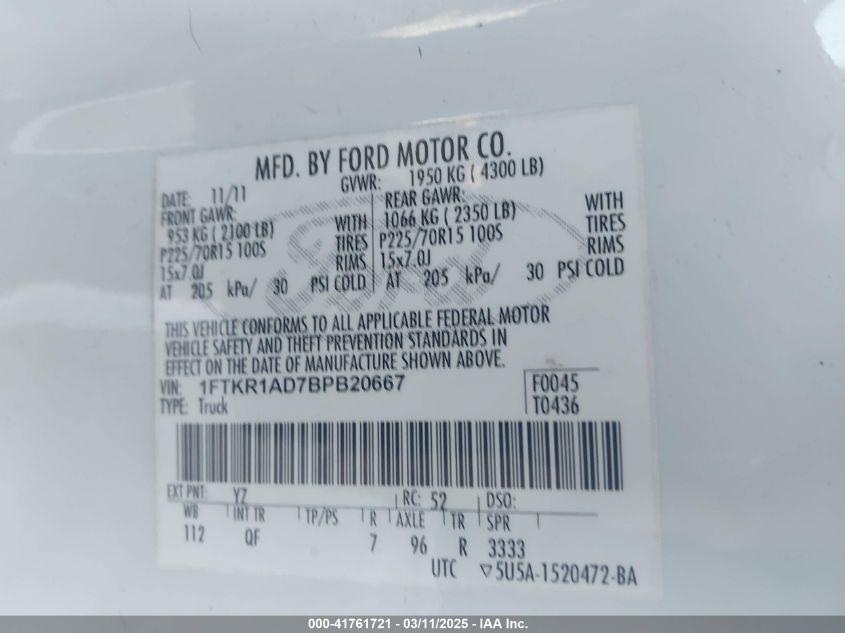 MFD. BY FORD MOTOR CO.
DATE: 11/11 GVWR: 1950 KG ( 4300 LB)
FRONT GAWR: REAR GAWR:
953 KG ( 2100 LB) WITH 1066 KG ( 2350 LB) WITH
P225/70R15 100S TIRES P225/70R15 100S TIRES
15x7.0J RIMS 15x7.0J RIMS
AT 205 kPa/ 30 PSI COLD AT 205 kPa/ 30 PSI COLD
THIS VEHICLE CONFORMS TO ALL APPLICABLE FEDERAL MOTOR
VEHICLE SAFETY AND THEFT PREVENTION STANDARDS IN
EFFECT ON THE DATE OF MANUFACTURE SHOWN ABOVE.
VIN: 1FTKR1AD7BPB20667 F0045
TYPE: Truck T0436
EXT PNT: YZ RC: 52 DSO:
WB INT TR TP/PS R AXLE TR SPR
112 QF 7 96 R 3333
UTC ▽5U5A-1520472-BA
000-41761721 - 03/11/2025 - IAA Inc.